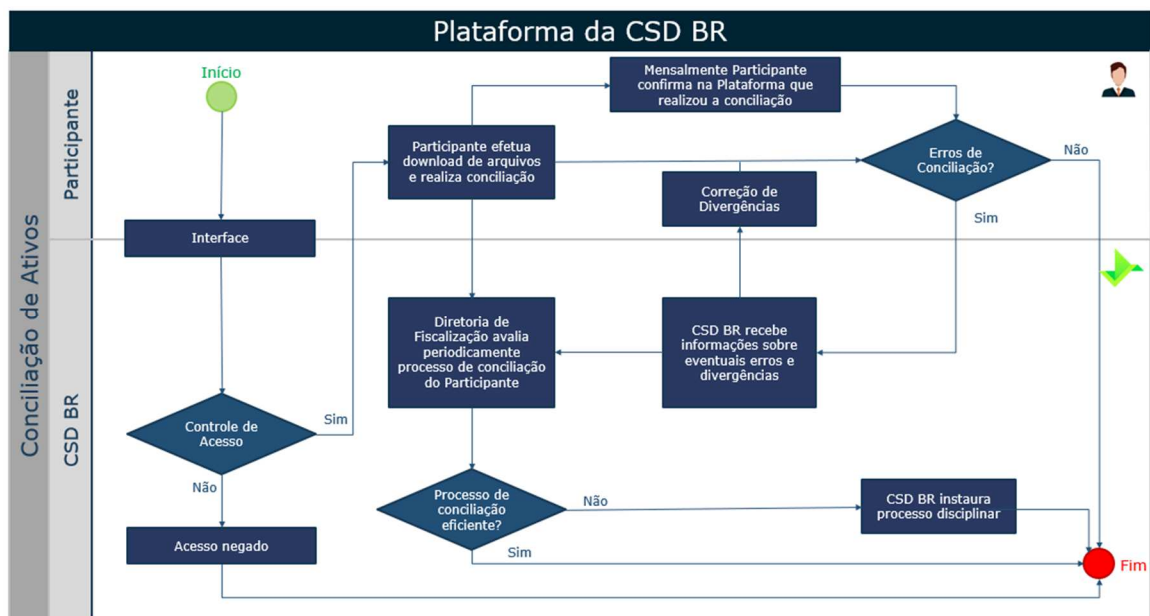 Plataforma da CSD BR
Conciliação de Ativos
Participante
CSD BR
Início
Mensalmente Participante
confirma na Plataforma que
realizou a conciliação
Participante efetua
download de arquivos
e realiza conciliação
Erros de
Conciliação?
Não
Correção de
Divergências
Sim
Interface
Diretoria de
Fiscalização avalia
periodicamente
processo de conciliação
do Participante
CSD BR recebe
informações sobre
eventuais erros e
divergências
Controle de
Acesso
Sim
Não
Processo de
conciliação
eficiente?
Não
CSD BR instaura
processo disciplinar
Acesso negado
Sim
Fim